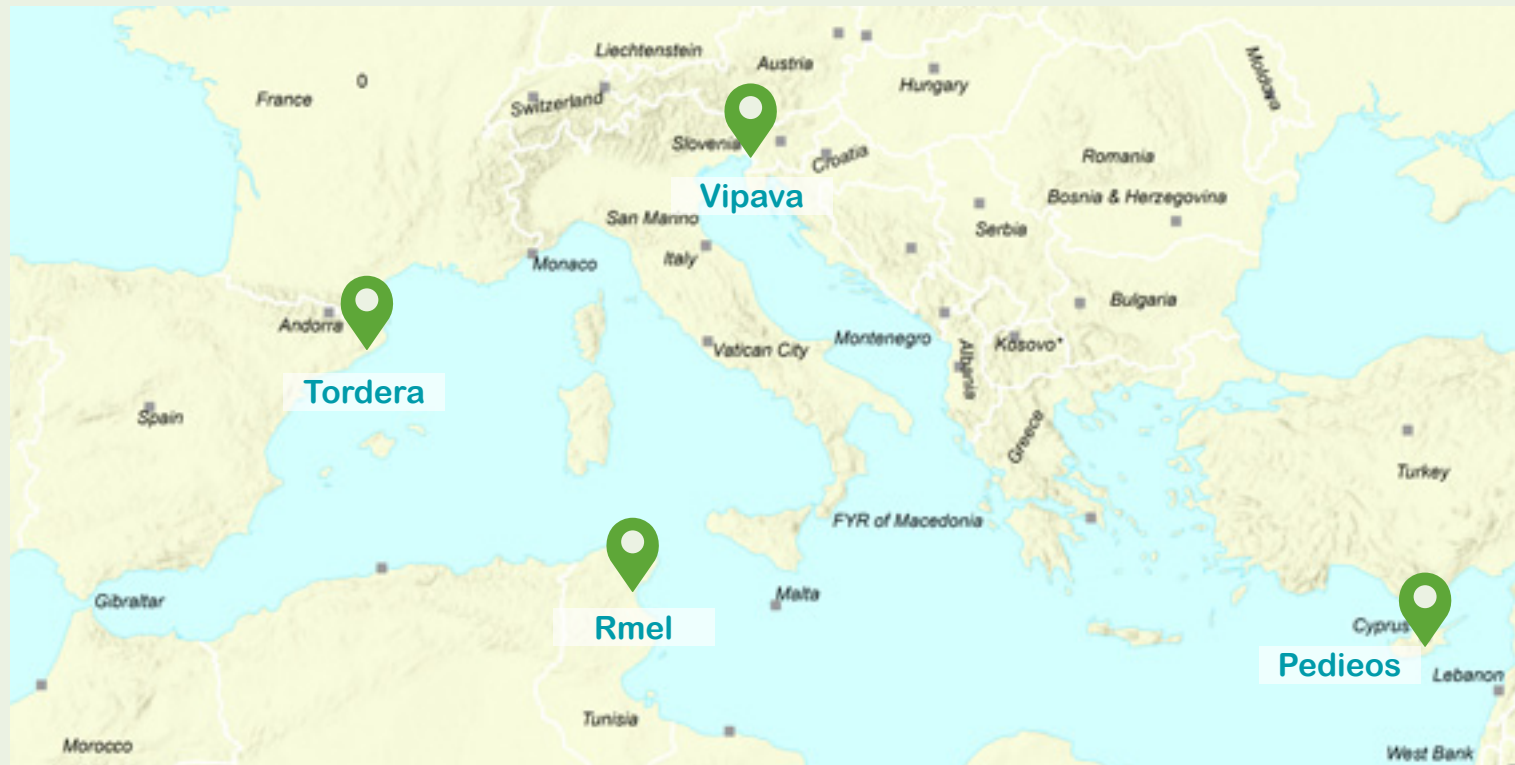 Liechtenstein
Austria
Moldova
France
0
Hungary
Switzerland
Slovenia
Croatia
Romania
Vipava
Bosnia & Herzegovina
San Marino
Serbia
Italy
Monaco
Bulgaria
Andorra
Montenegro
Kosovo*
Vatican City
Albania
Tordera
Spain
Greece
Turkey
FYR of Macedonia
Malta
Gibraltar
Rmel
Cyprus
Pedieos
Lebanon
Tunisia
Morocco
West Bank